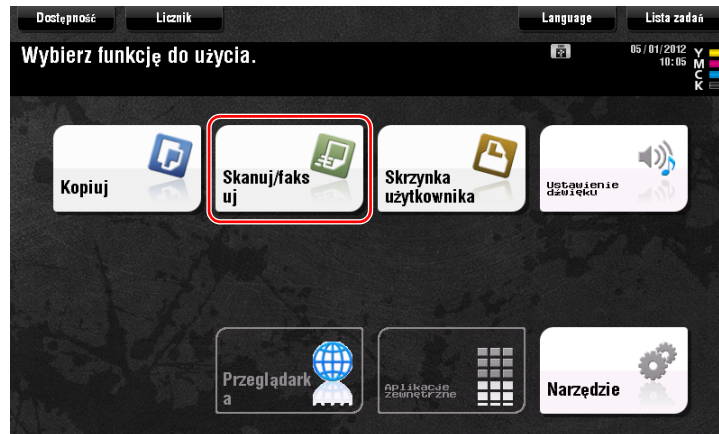 Dostępność Licznik Language Lista zadań
Wybierz funkcję do użycia.
05/01/2012
10:05
Y
M
C
K
Kopiuj
Skanuj/faks
uj
Skrzynka
użytkownika
Ustawienie
dźwięku
Przeglądark
a
Aplikacje
zewnętrzne
Narzędzie